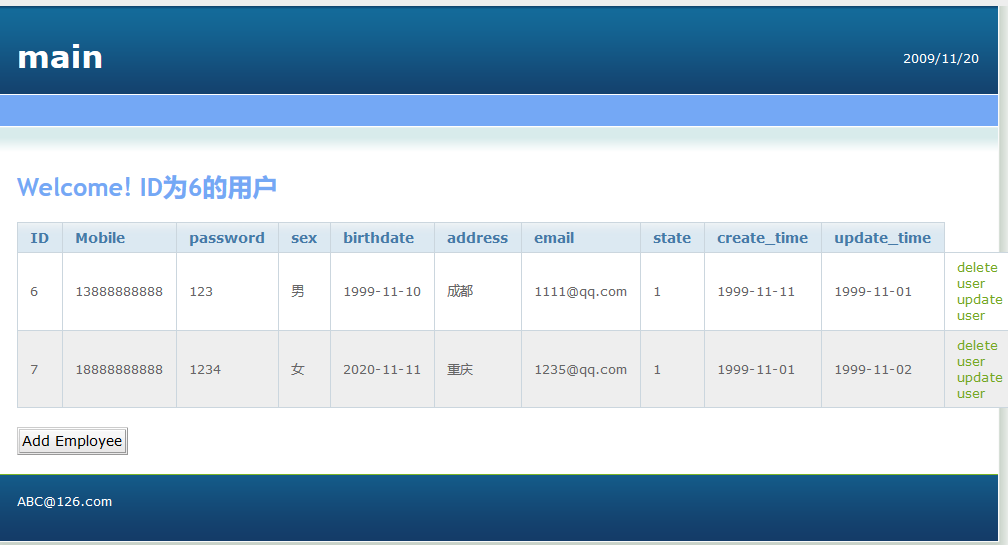 main
2009/11/20
Welcome! ID为6的用户
ID Mobile password sex birthdate address email state create_time update_time
6 13888888888 123 男 1999-11-10 成都 1111@qq.com 1 1999-11-11 1999-11-01 delete
user
update
user
7 18888888888 1234 女 2020-11-11 重庆 1235@qq.com 1 1999-11-01 1999-11-02 delete
user
update
user
Add Employee
ABC@126.com